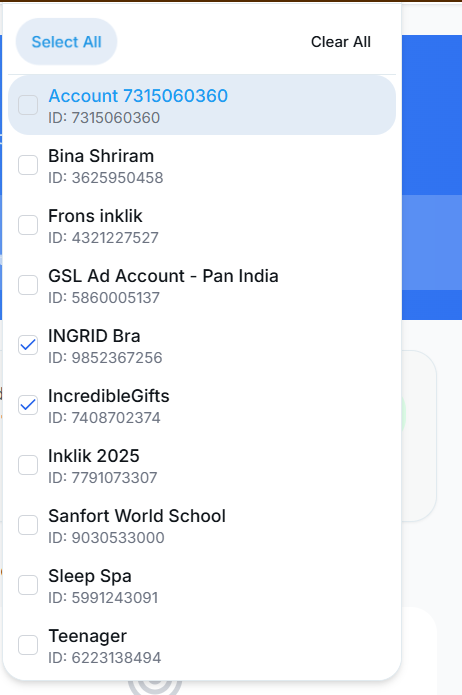 Select All
Clear All
Account 7315060360
ID: 7315060360
Bina Shriram
ID: 3625950458
Frons inklik
ID: 4321227527
GSL Ad Account - Pan India
ID: 5860005137
INGRID Bra
ID: 9852367256
IncredibleGifts
ID: 7408702374
Inklik 2025
ID: 7791073307
Sanfort World School
ID: 9030533000
Sleep Spa
ID: 5991243091
Teenager
ID: 6223138494